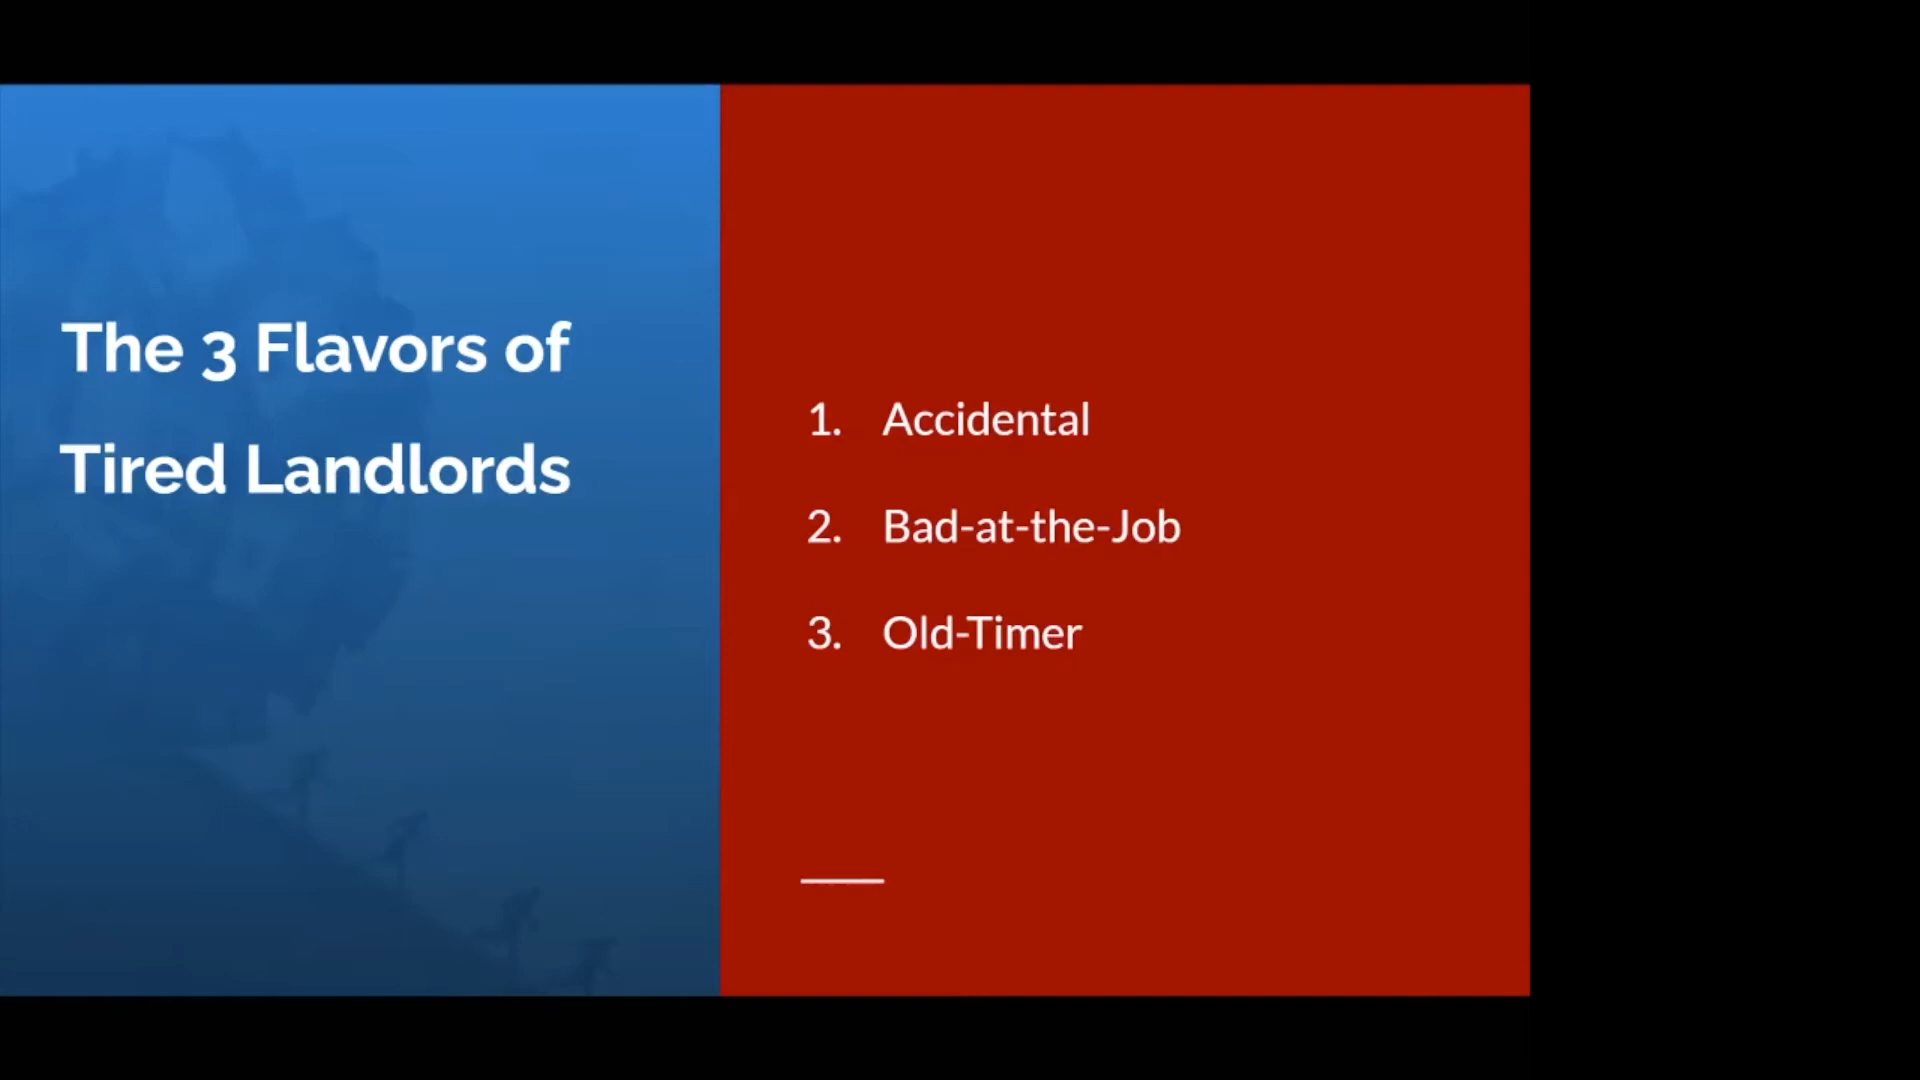 The 3 Flavors of
Tired Landlords
1. Accidental
2. Bad-at-the-Job
3. Old-Timer